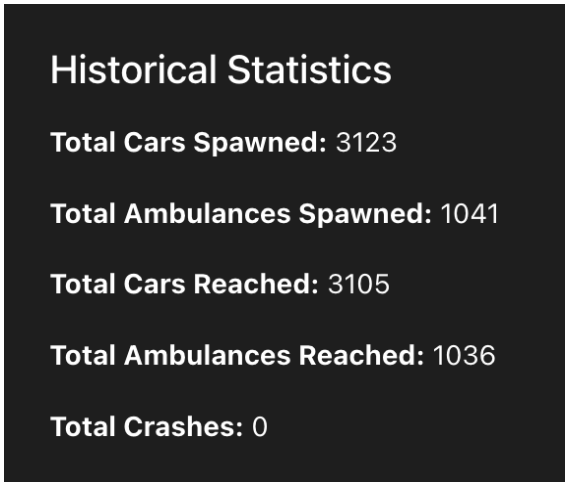 Historical Statistics
Total Cars Spawned: 3123
Total Ambulances Spawned: 1041
Total Cars Reached: 3105
Total Ambulances Reached: 1036
Total Crashes: 0